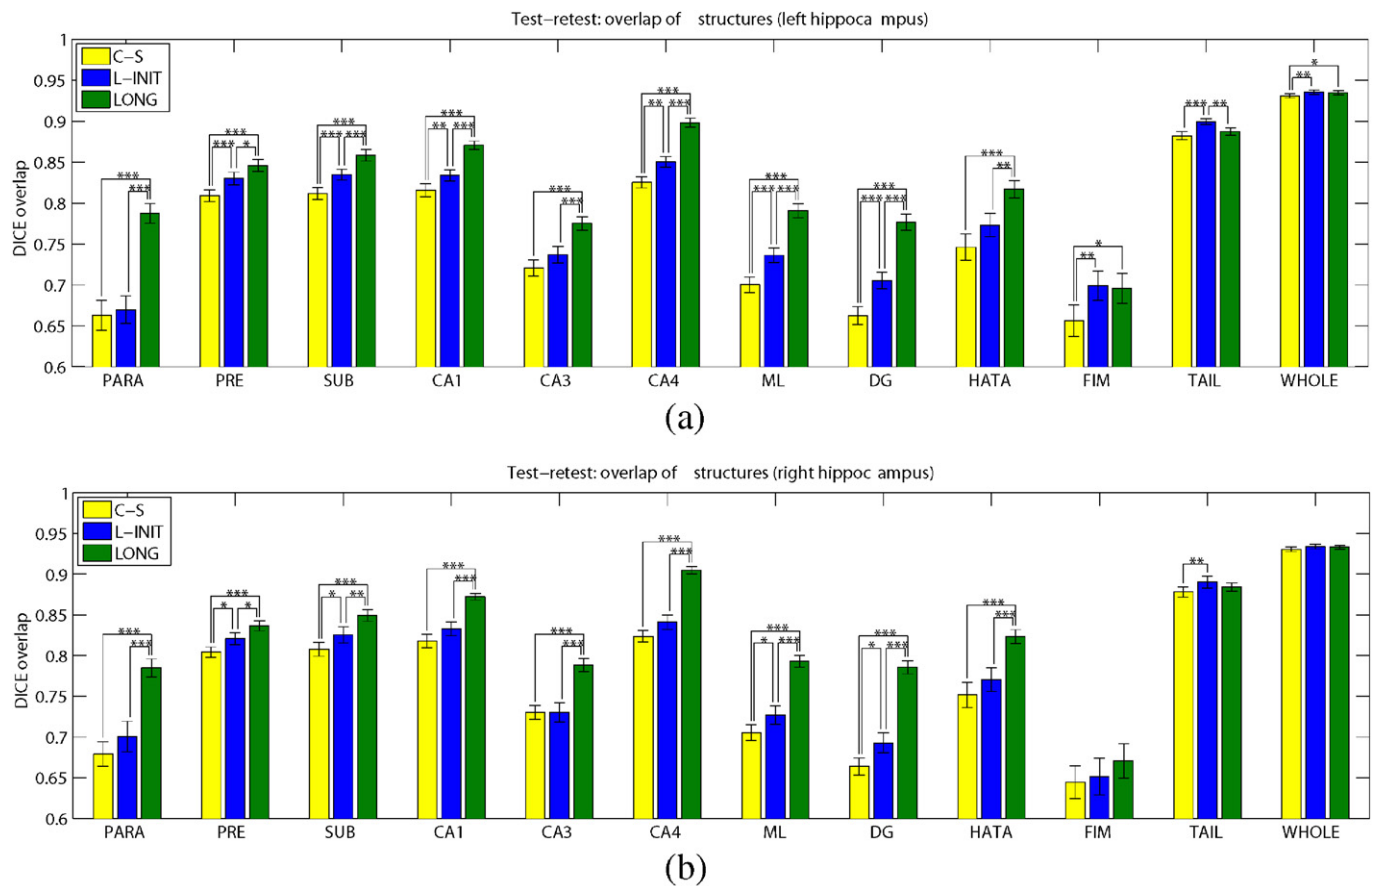 Test−retest: overlap of structures (left hippoca mpus)
1
0.95
0.9
0.85
0.8
0.75
0.7
0.65
0.6
DICE overlap
C−S
L−INIT
LONG
*** ***
*** *** *
*** *** ***
*** ** ***
*** ***
*** ** ***
*** *** ***
*** *** ***
*** **
* **
*** **
* **
PARA PRE SUB CA1 CA3 CA4 ML DG HATA FIM TAIL WHOLE
(a)
Test−retest: overlap of structures (right hippoc ampus)
1
0.95
0.9
0.85
0.8
0.75
0.7
0.65
0.6
DICE overlap
C−S
L−INIT
LONG
*** ***
*** * *
*** * **
*** ***
*** ***
*** ***
*** * ***
*** * ***
*** ***
**
PARA PRE SUB CA1 CA3 CA4 ML DG HATA FIM TAIL WHOLE
(b)